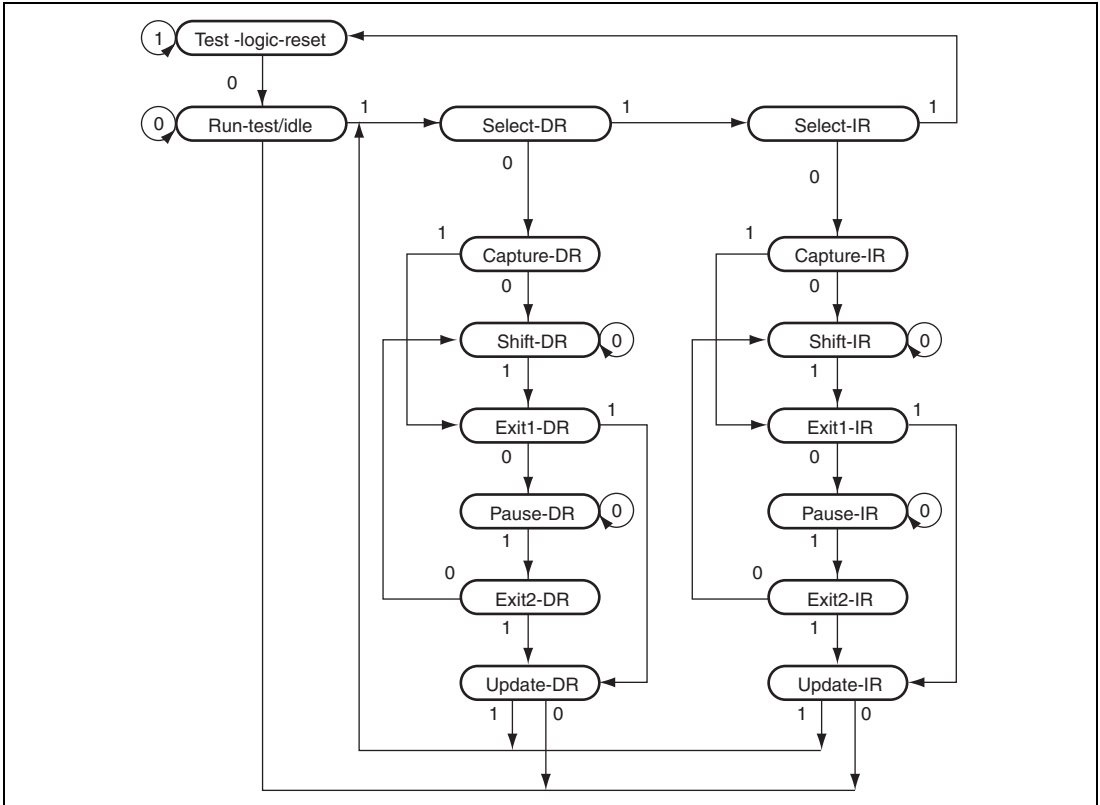 1 Test -logic-reset
0
0 Run-test/idle 1 Select-DR 1 Select-IR 1
0 0
1 1
Capture-DR Capture-IR
0 0
Shift-DR 0 Shift-IR 0
1 1
1 1
Exit1-DR Exit1-IR
0 0
Pause-DR 0 Pause-IR 0
1 1
0 0
Exit2-DR Exit2-IR
1 1
Update-DR Update-IR
1 0 1 0